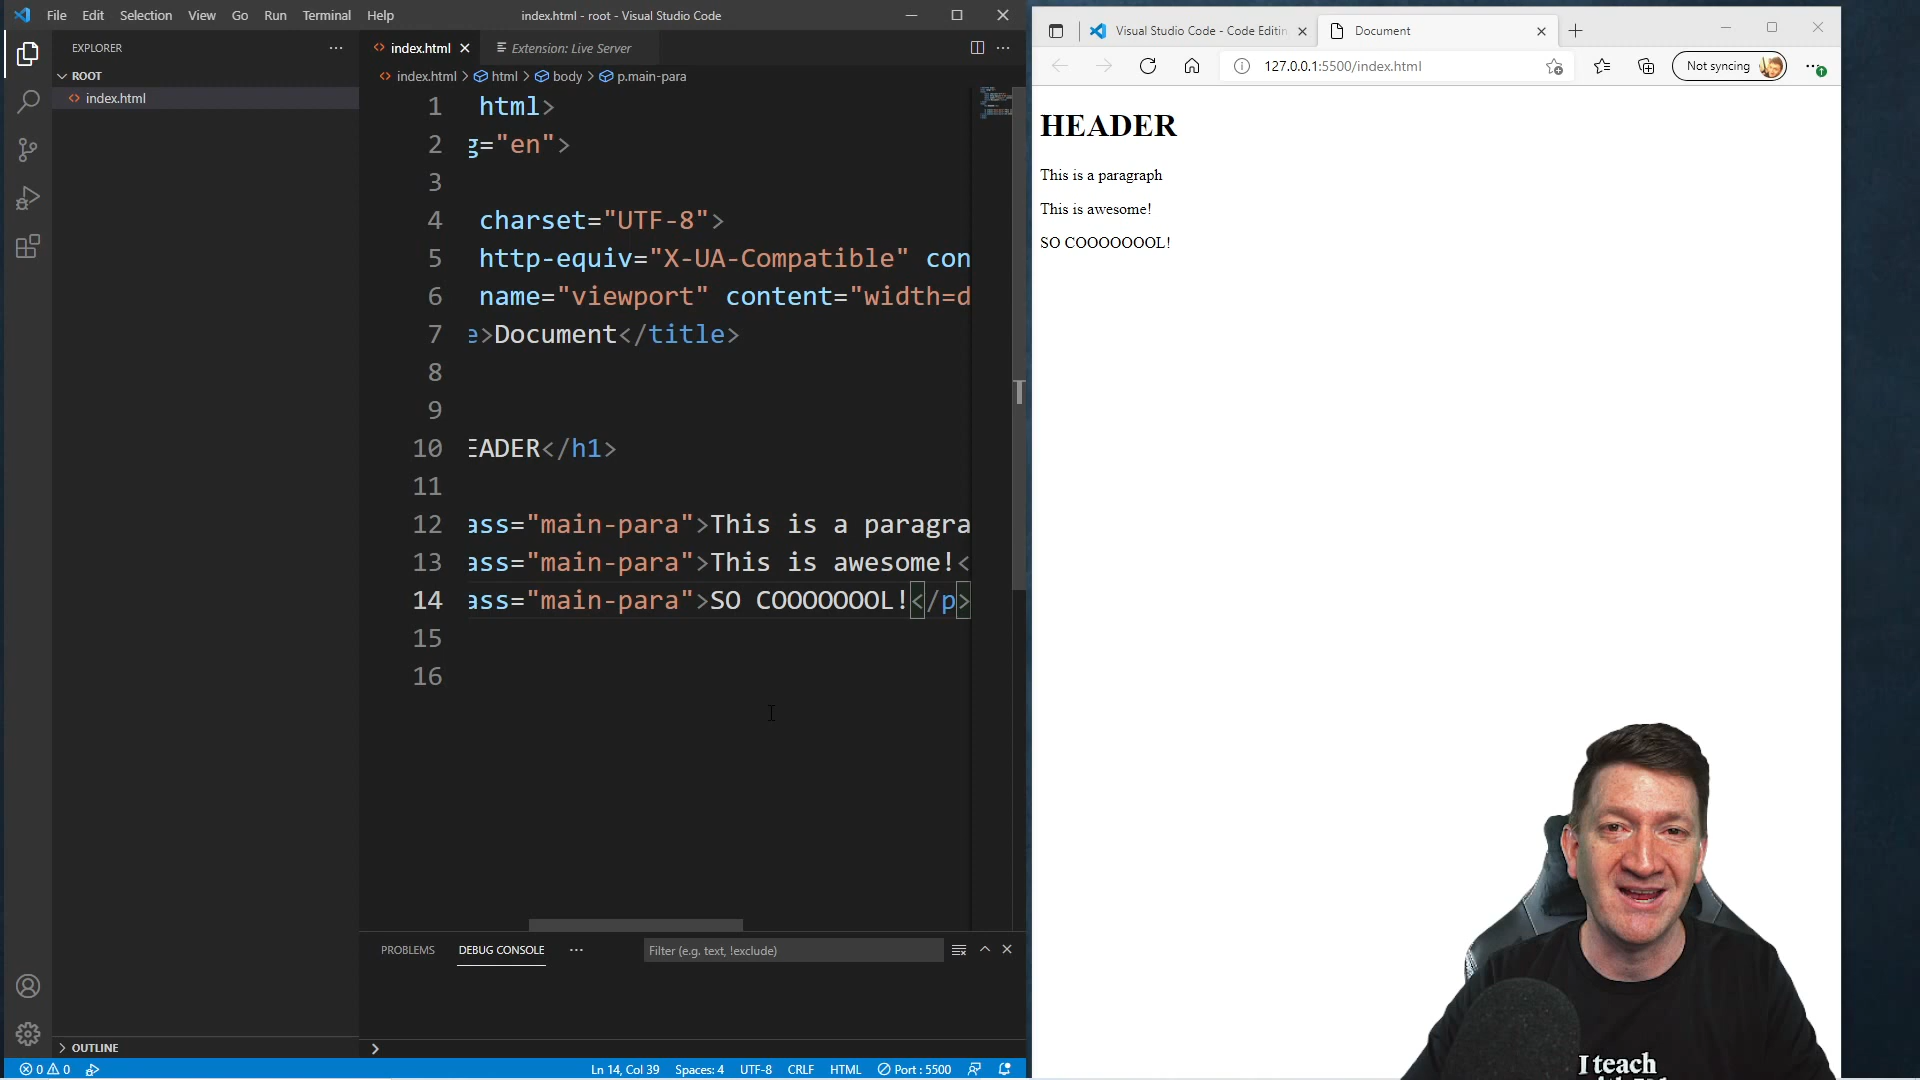 File Edit Selection View Go Run Terminal Help index.html - root - Visual Studio Code
EXPLORER
ROOT
index.html
OUTLINE
index.html Extension: Live Server
index.html > html > body > p.main-para
1 html>
2 g="en">
3
4 charset="UTF-8">
5 http-equiv="X-UA-Compatible" con
6 name="viewport" content="width=d
7 e>Document</title>
8
9
10 EADER</h1>
11
12 ass="main-para">This is a paragra
13 ass="main-para">This is awesome!<
14 ass="main-para">SO COOOOOOOL!</p>
15
16
PROBLEMS DEBUG CONSOLE Filter (e.g. text, !exclude)
0 0 Ln 14, Col 39 Spaces: 4 UTF-8 CRLF HTML Port : 5500
Visual Studio Code - Code Editin Document
127.0.0.1:5500/index.html Not syncing
HEADER
This is a paragraph
This is awesome!
SO COOOOOOOL!
I teach